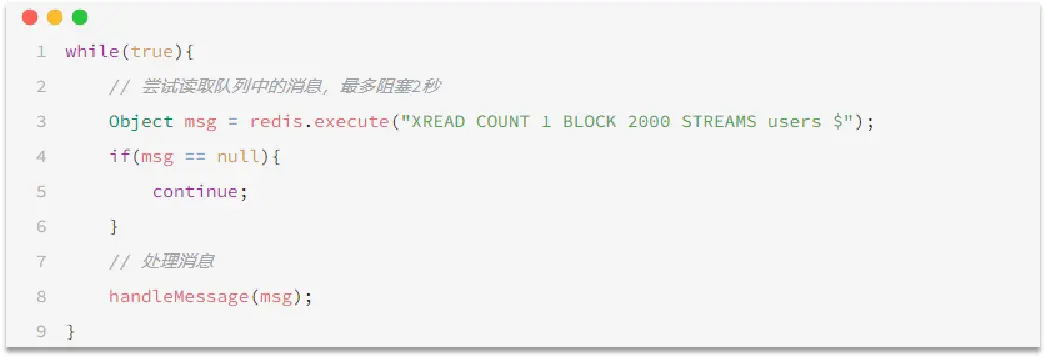 1 while(true){
2 // 尝试读取队列中的消息，最多阻塞2秒
3 Object msg = redis.execute("XREAD COUNT 1 BLOCK 2000 STREAMS users $");
4 if(msg == null){
5 continue;
6 }
7 // 处理消息
8 handleMessage(msg);
9 }